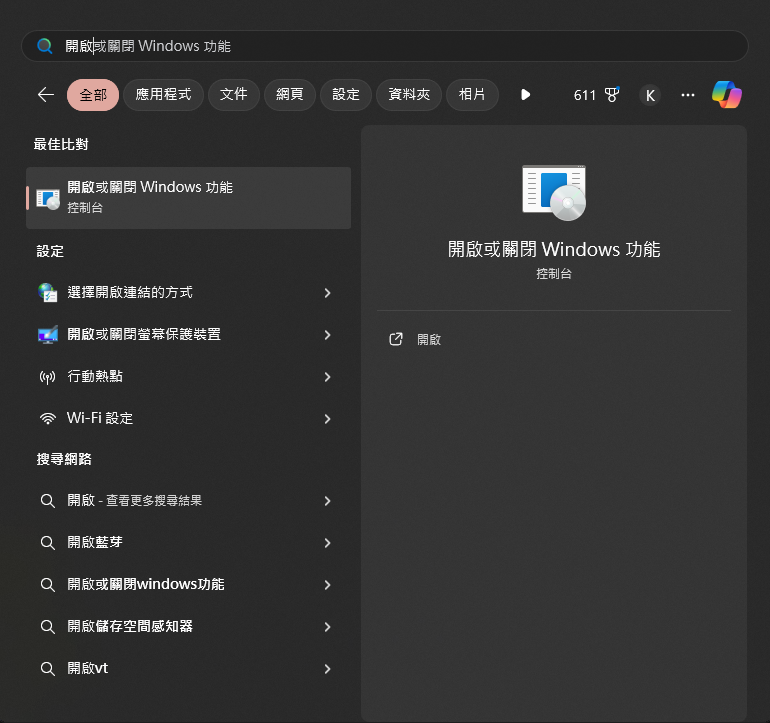 開啟或關閉 Windows 功能
全部 應用程式 文件 網頁 設定 資料夾 相片 611 K
最佳比對
開啟或關閉 Windows 功能
控制台
設定
選擇開啟連結的方式
開啟或關閉螢幕保護裝置
行動熱點
Wi-Fi 設定
搜尋網路
開啟 - 查看更多搜尋結果
開啟藍芽
開啟或關閉windows功能
開啟儲存空間感知器
開啟vt
開啟或關閉 Windows 功能
控制台
開啟